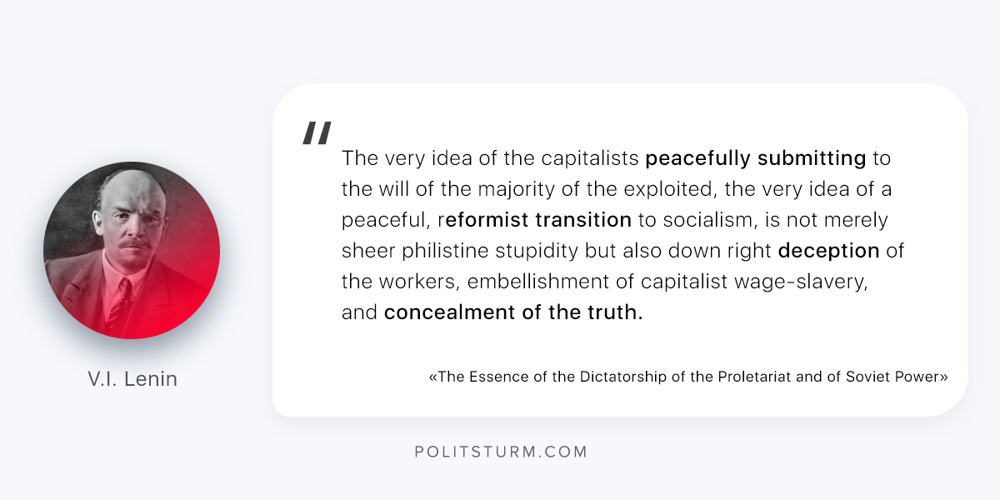 "
The very idea of the capitalists peacefully submitting to
the will of the majority of the exploited, the very idea of a
peaceful, reformist transition to socialism, is not merely
sheer philistine stupidity but also down right deception of
the workers, embellishment of capitalist wage-slavery,
and concealment of the truth.
«The Essence of the Dictatorship of the Proletariat and of Soviet Power»
V.I. Lenin
POLITSTURM.COM